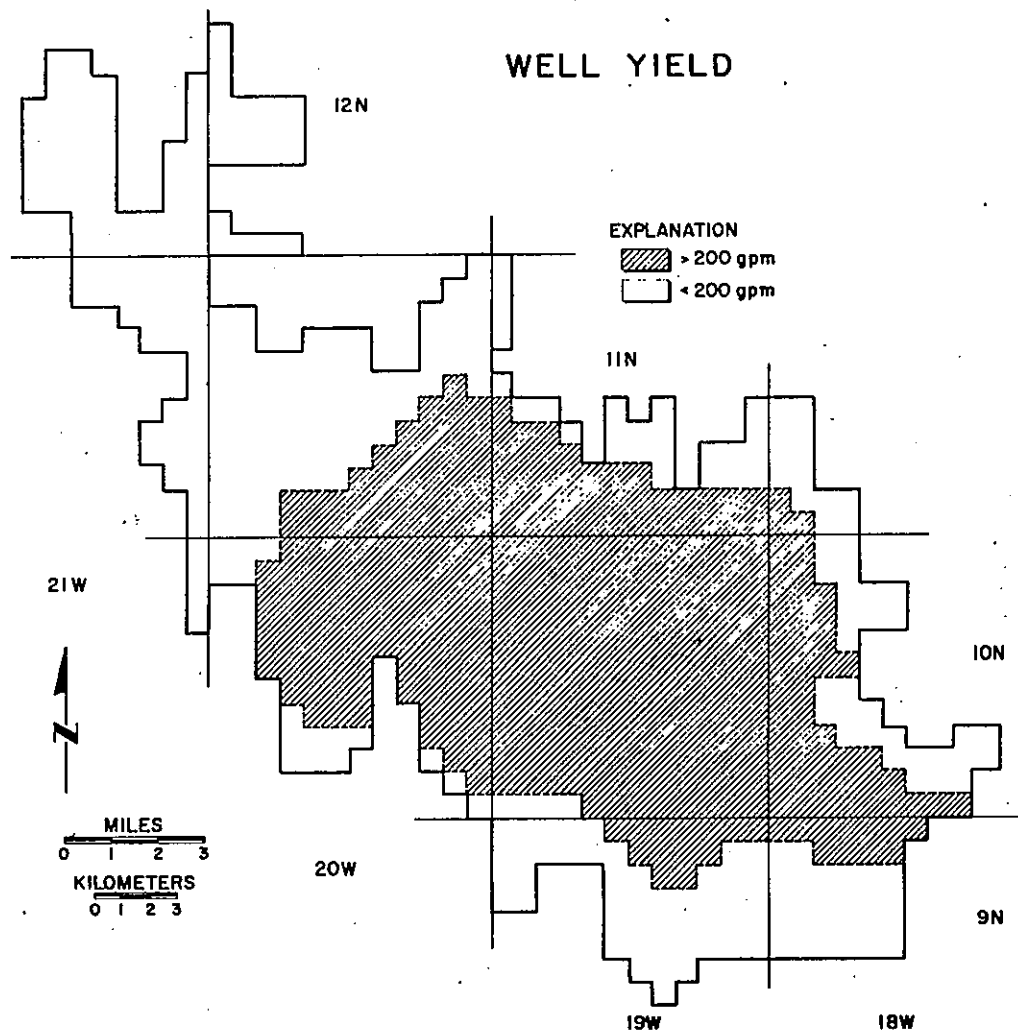 WELL YIELD
12N
EXPLANATION
> 200 gpm
< 200 gpm
11N
21W
10N
N
MILES
0 1 2 3
KILOMETERS
0 1 2 3
20W
9N
19W
18W